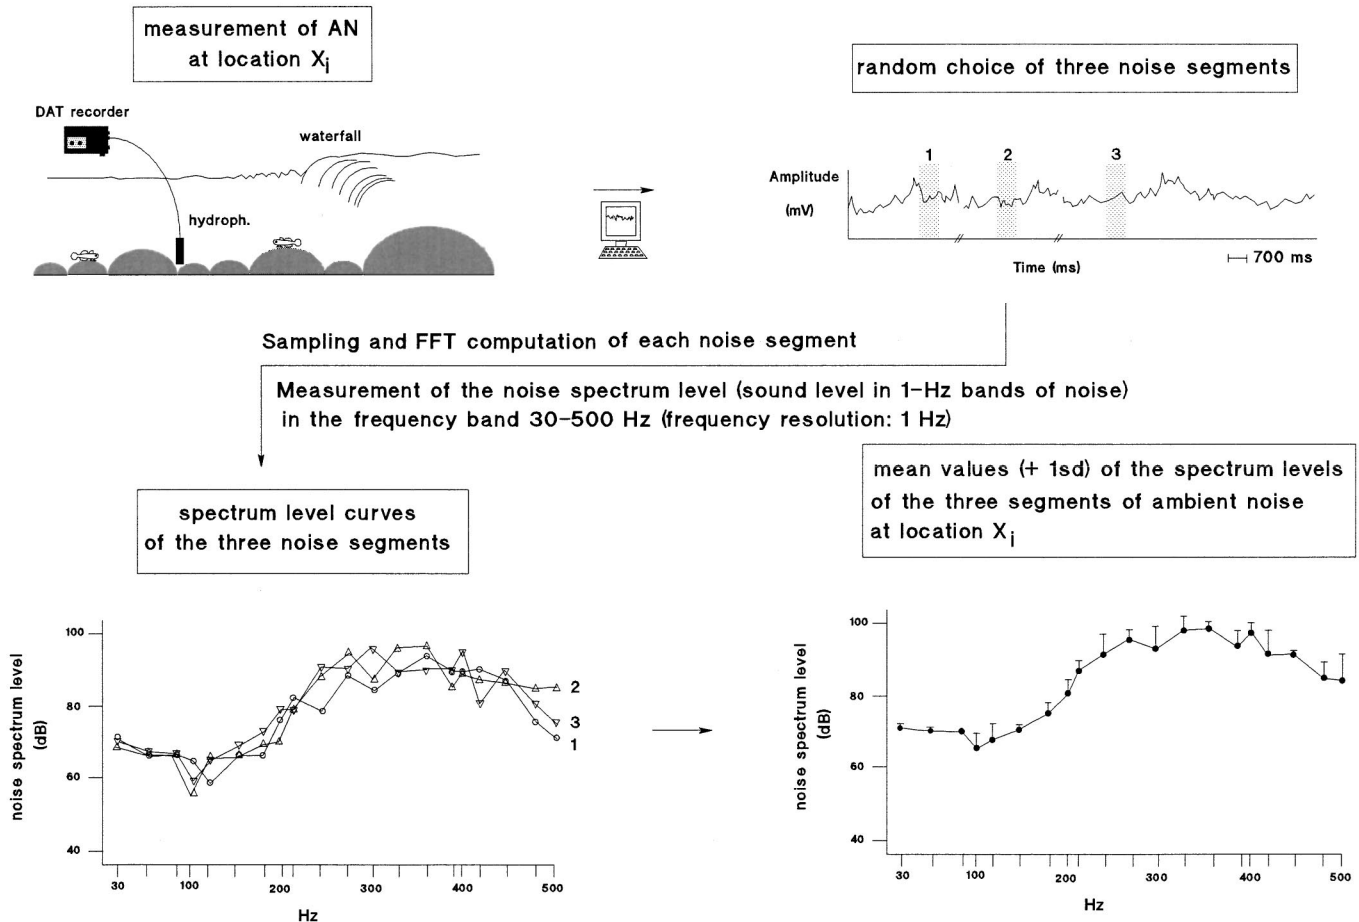 measurement of AN
at location Xi
DAT recorder
waterfall
hydroph.
random choice of three noise segments
1 2 3
Amplitude
(mV)
Time (ms)
700 ms
Sampling and FFT computation of each noise segment
Measurement of the noise spectrum level (sound level in 1-Hz bands of noise)
in the frequency band 30-500 Hz (frequency resolution: 1 Hz)
spectrum level curves
of the three noise segments
noise spectrum level
(dB)
100
80
60
40
2
3
1
30 100 200 300 400 500
Hz
mean values (+ 1sd) of the spectrum levels
of the three segments of ambient noise
at location Xi
noise spectrum level
(dB)
100
80
60
40
30 100 200 300 400 500
Hz